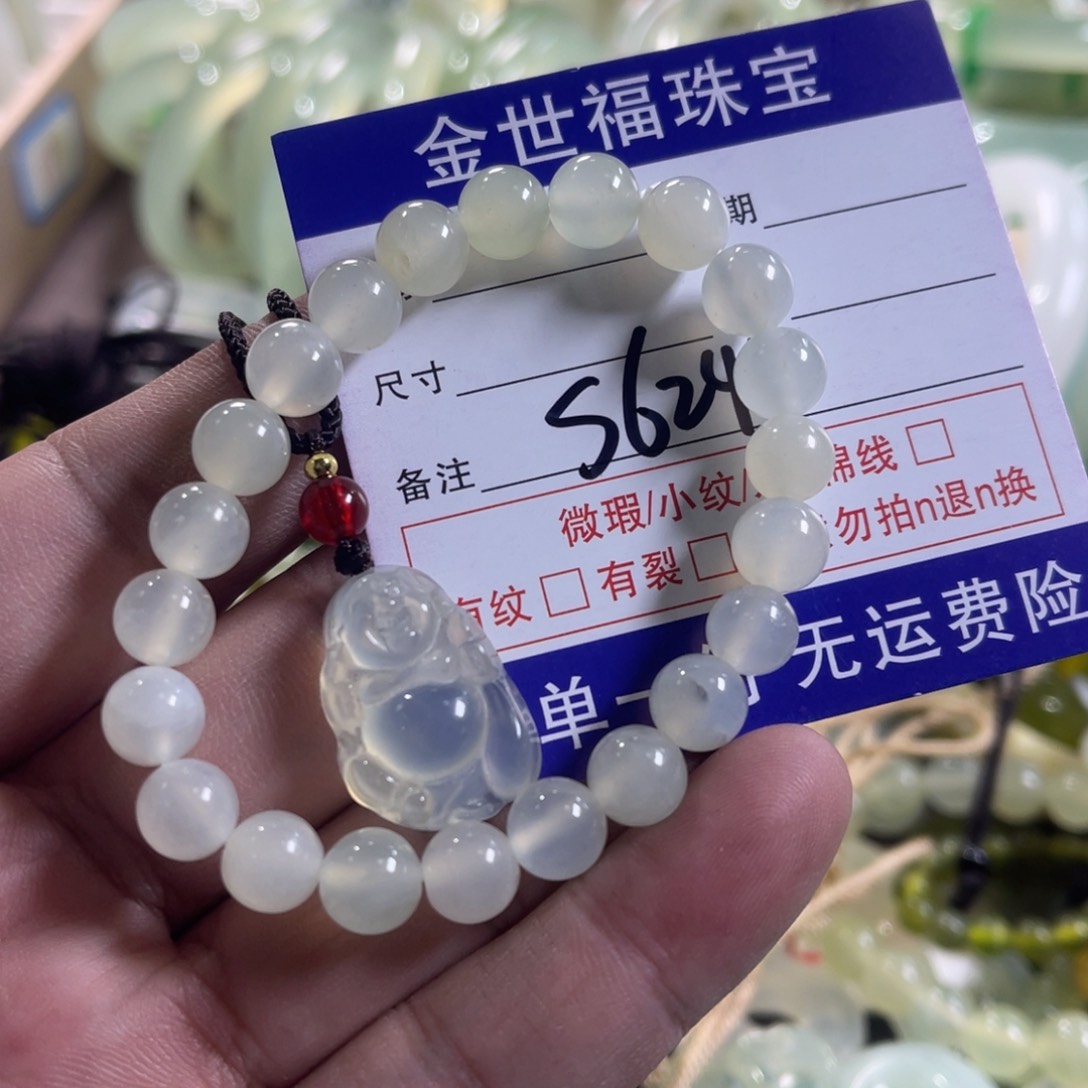 金世福珠宝
期
尺寸
备注 S624
微瑕/小纹/ 棉线 □
有纹 □ 有裂 □ 勿拍n退n换
单一 无运费险